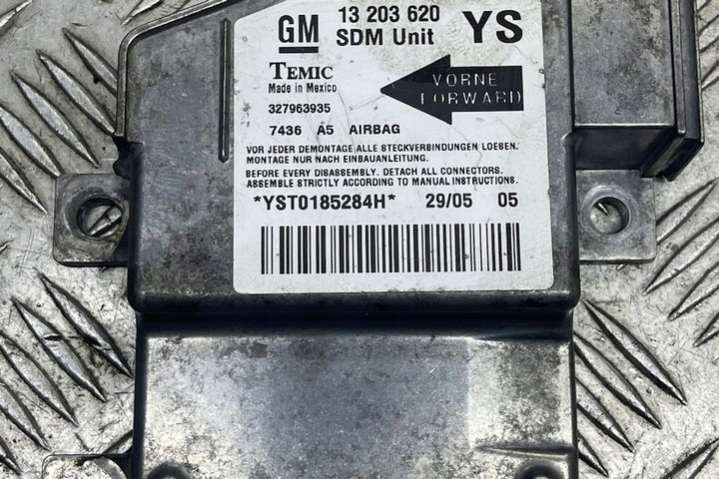 GM 13 203 620 YS
SDM Unit
TEMIC
Made in Mexico
VORNE
FORWARD
327963935
7436 A5 AIRBAG
VOR JEDER DEMONTAGE ALLE STECKVERBINDUNGEN LOESEN.
MONTAGE NUR NACH EINBAUANLEITUNG.
BEFORE EVERY DISASSEMBLY. DETACH ALL CONNECTORS.
ASSEMBLE STRICTLY ACCORDING TO MANUAL INSTRUCTIONS.
*YST0185284H* 29/05 05